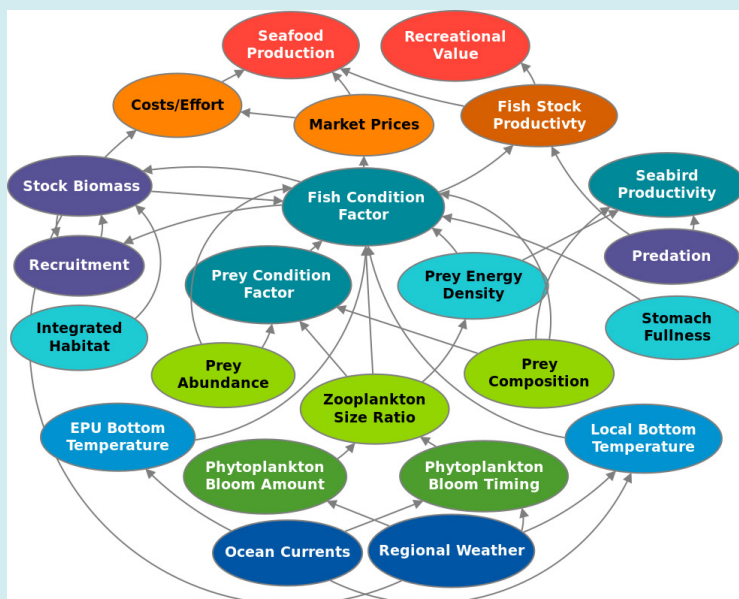 Seafood
Production
Recreational
Value
Costs/Effort
Market Prices
Fish Stock
Productivty
Stock Biomass
Fish Condition
Factor
Seabird
Productivity
Recruitment
Prey Condition
Factor
Prey Energy
Density
Predation
Integrated
Habitat
Stomach
Fullness
Prey
Abundance
Zooplankton
Size Ratio
Prey
Composition
EPU Bottom
Temperature
Local Bottom
Temperature
Phytoplankton
Bloom Amount
Phytoplankton
Bloom Timing
Ocean Currents
Regional Weather